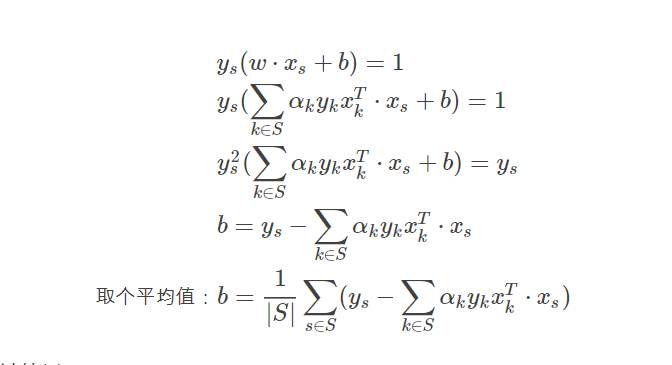 y_s(w · x_s + b) = 1
y_s(∑_{k∈S} α_k y_k x_k^T · x_s + b) = 1
y_s^2(∑_{k∈S} α_k y_k x_k^T · x_s + b) = y_s
b = y_s − ∑_{k∈S} α_k y_k x_k^T · x_s
取个平均值：b = \frac{1}{|S|} ∑_{s∈S} (y_s − ∑_{k∈S} α_k y_k x_k^T · x_s)